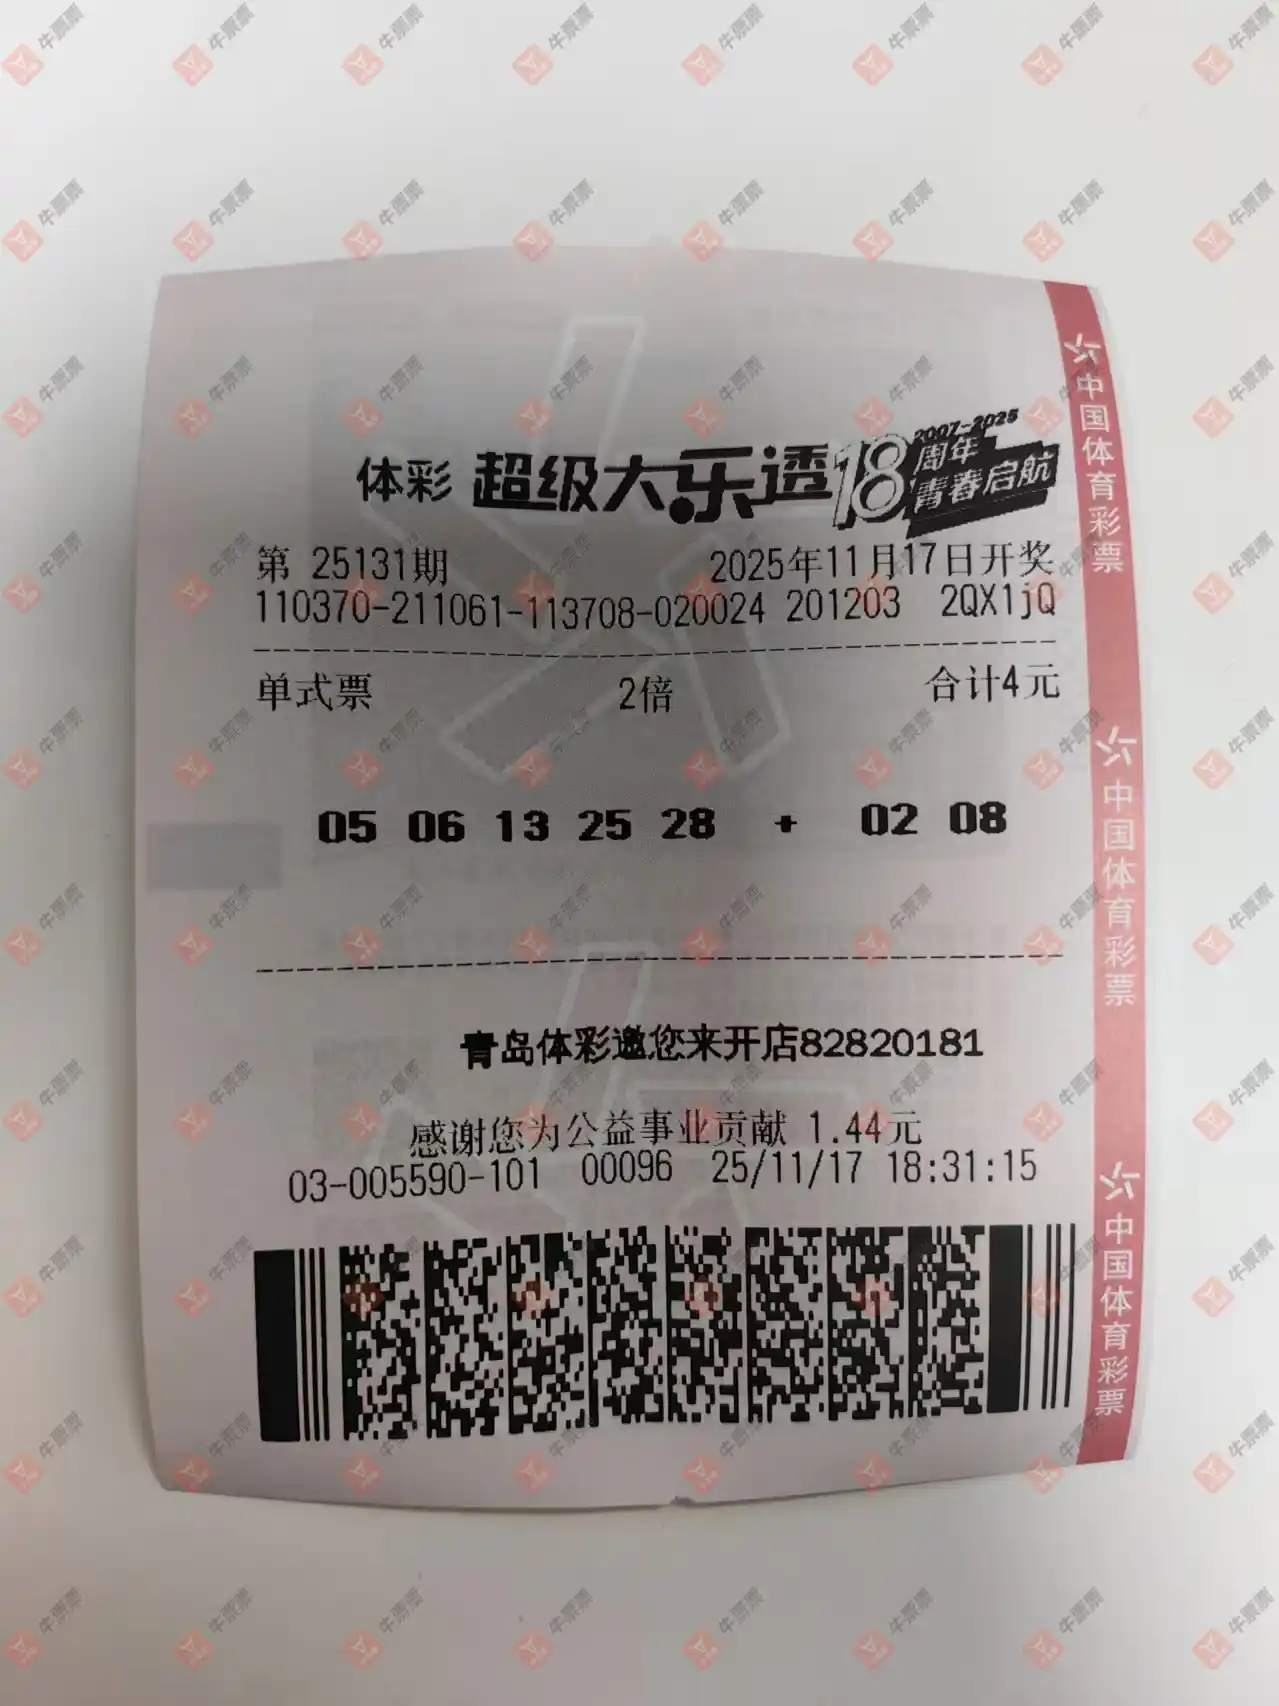 体彩 超级大乐透 18 2007-2025 周年 青春启航
第 25131期 2025年11月17日开奖
110370-211061-113708-020024 201203 2QX1jQ
单式票 2倍 合计4元
05 06 13 25 28 + 02 08
青岛体彩邀您来开店82820181
感谢您为公益事业贡献 1.44元
03-005590-101 00096 25/11/17 18:31:15
中国体育彩票
中国体育彩票
中国体育彩票
牛票票